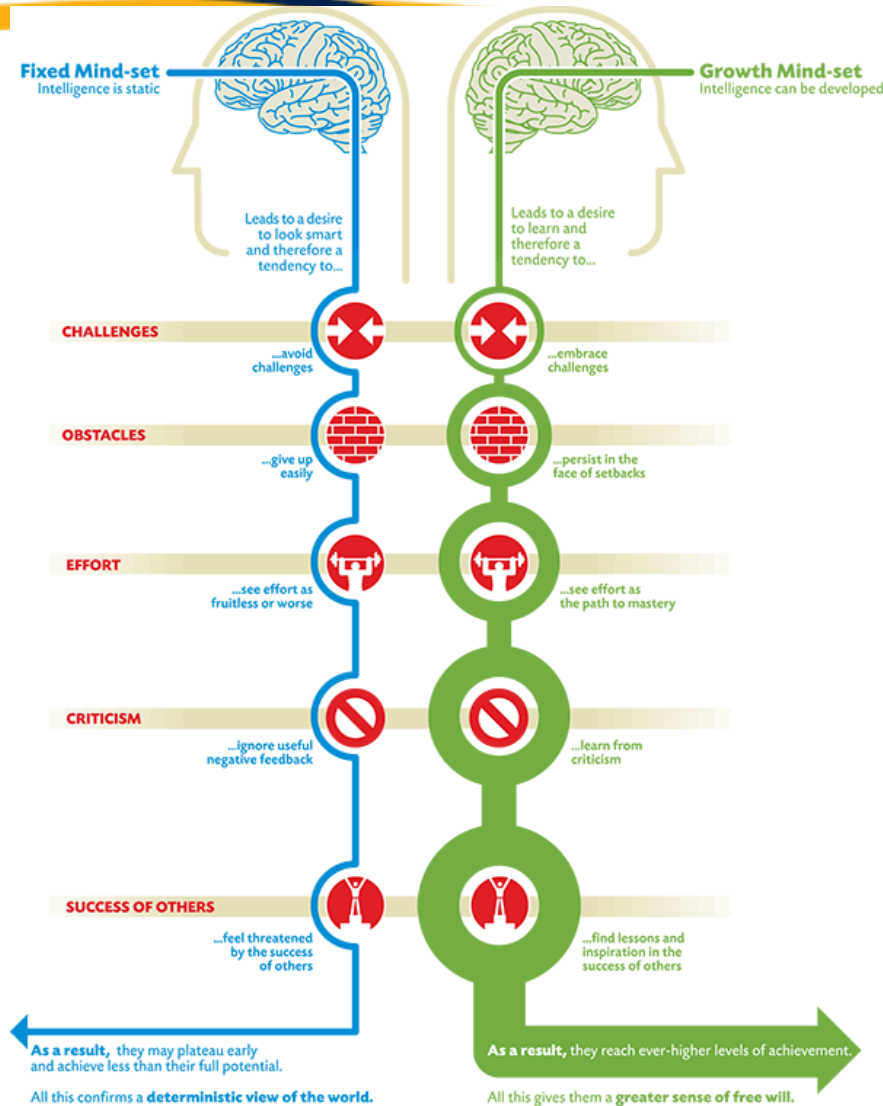 Fixed Mind-set
Intelligence is static
Growth Mind-set
Intelligence can be developed
Leads to a desire
to look smart
and therefore a
tendency to...
Leads to a desire
to learn and
therefore a
tendency to...
CHALLENGES
...avoid
challenges
...embrace
challenges
OBSTACLES
...give up
easily
...persist in the
face of setbacks
EFFORT
...see effort as
fruitless or worse
...see effort as
the path to mastery
CRITICISM
...ignore useful
negative feedback
...learn from
criticism
SUCCESS OF OTHERS
...feel threatened
by the success
of others
...find lessons and
inspiration in the
success of others
As a result, they may plateau early
and achieve less than their full potential.
All this confirms a deterministic view of the world.
As a result, they reach ever-higher levels of achievement.
All this gives them a greater sense of free will.